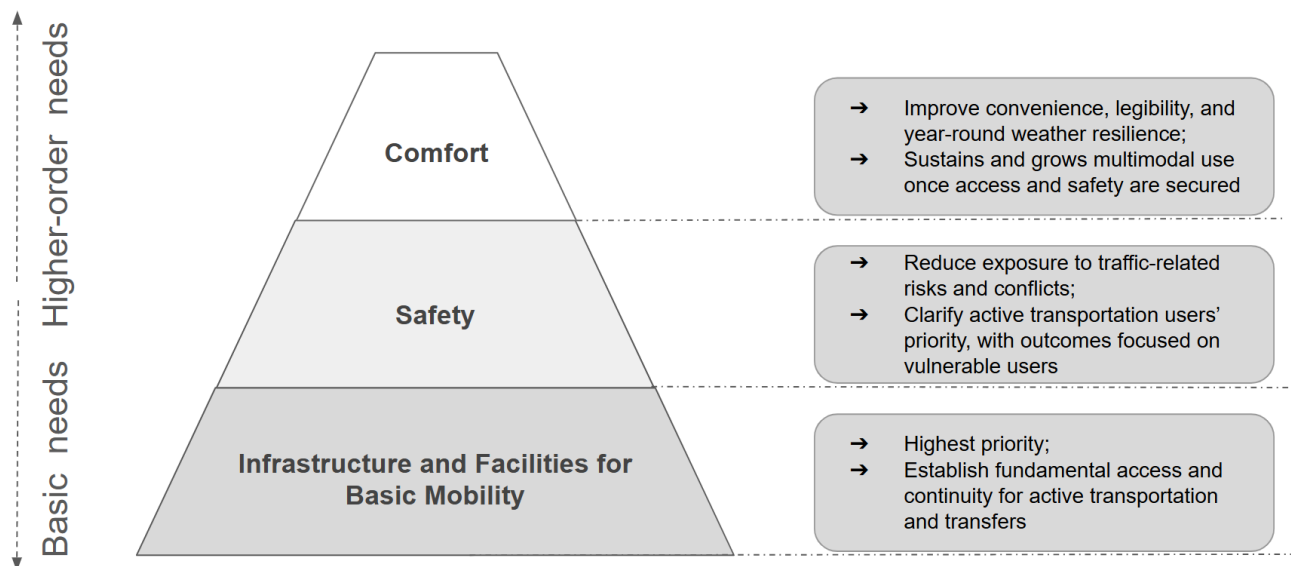 Higher-order needs
Basic needs
Comfort
Safety
Infrastructure and Facilities for
Basic Mobility
➔ Improve convenience, legibility, and
year-round weather resilience;
➔ Sustains and grows multimodal use
once access and safety are secured
➔ Reduce exposure to traffic-related
risks and conflicts;
➔ Clarify active transportation users’
priority, with outcomes focused on
vulnerable users
➔ Highest priority;
➔ Establish fundamental access and
continuity for active transportation
and transfers